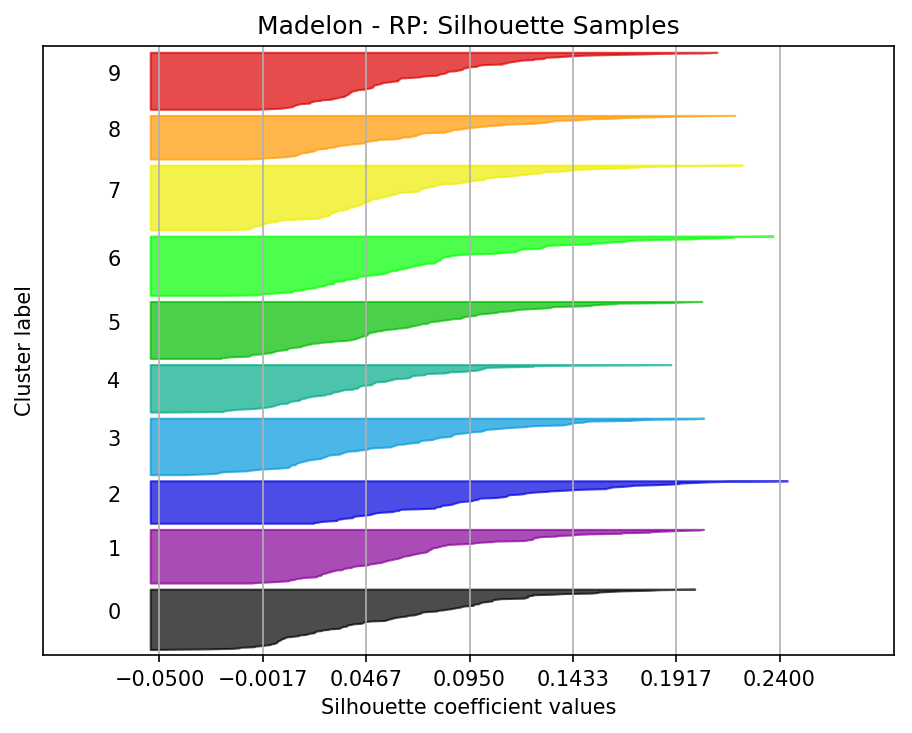 Madelon - RP: Silhouette Samples
9
8
7
6
5
4
3
2
1
0
Cluster label
−0.0500 −0.0017 0.0467 0.0950 0.1433 0.1917 0.2400
Silhouette coefficient values